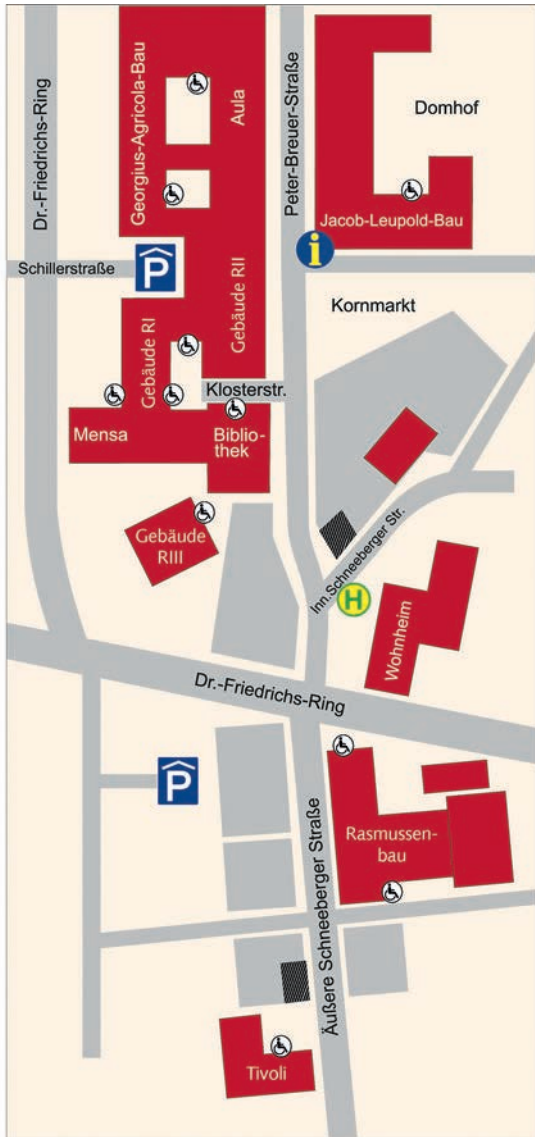 Dr.-Friedrichs-Ring
Georgius-Agricola-Bau
Aula
Peter-Breuer-Straße
Domhof
Jacob-Leupold-Bau
i
Schillerstraße
P
Kornmarkt
Gebäude RI
Gebäude RII
Klosterstr.
Mensa
Biblio-
thek
Gebäude
RIII
Inn.Schneeberger Str.
H
Wohnheim
Dr.-Friedrichs-Ring
P
Rasmussen-
bau
Äußere Schneeberger Straße
Tivoli